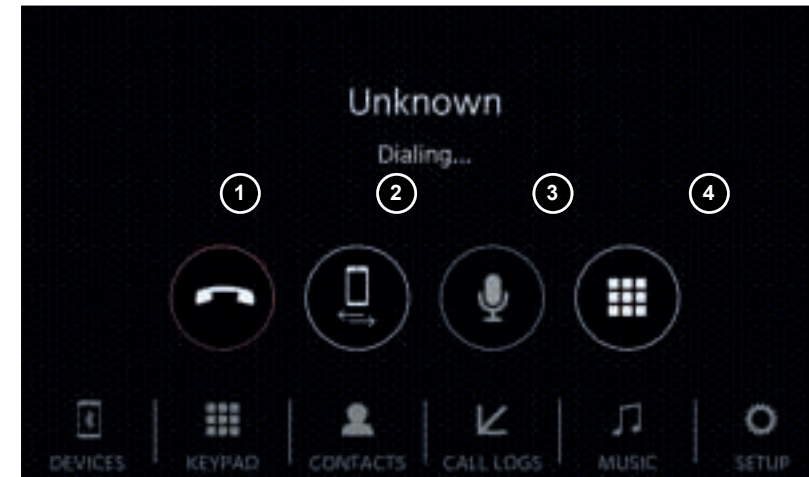 Unknown
Dialing...
1 2 3 4
DEVICES KEYPAD CONTACTS CALL LOGS MUSIC SETUP